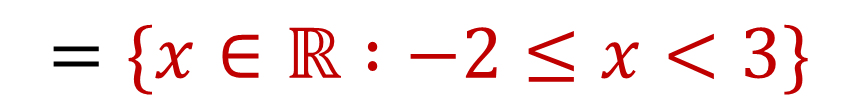 = {x ∈ ℝ : −2 ≤ x < 3}